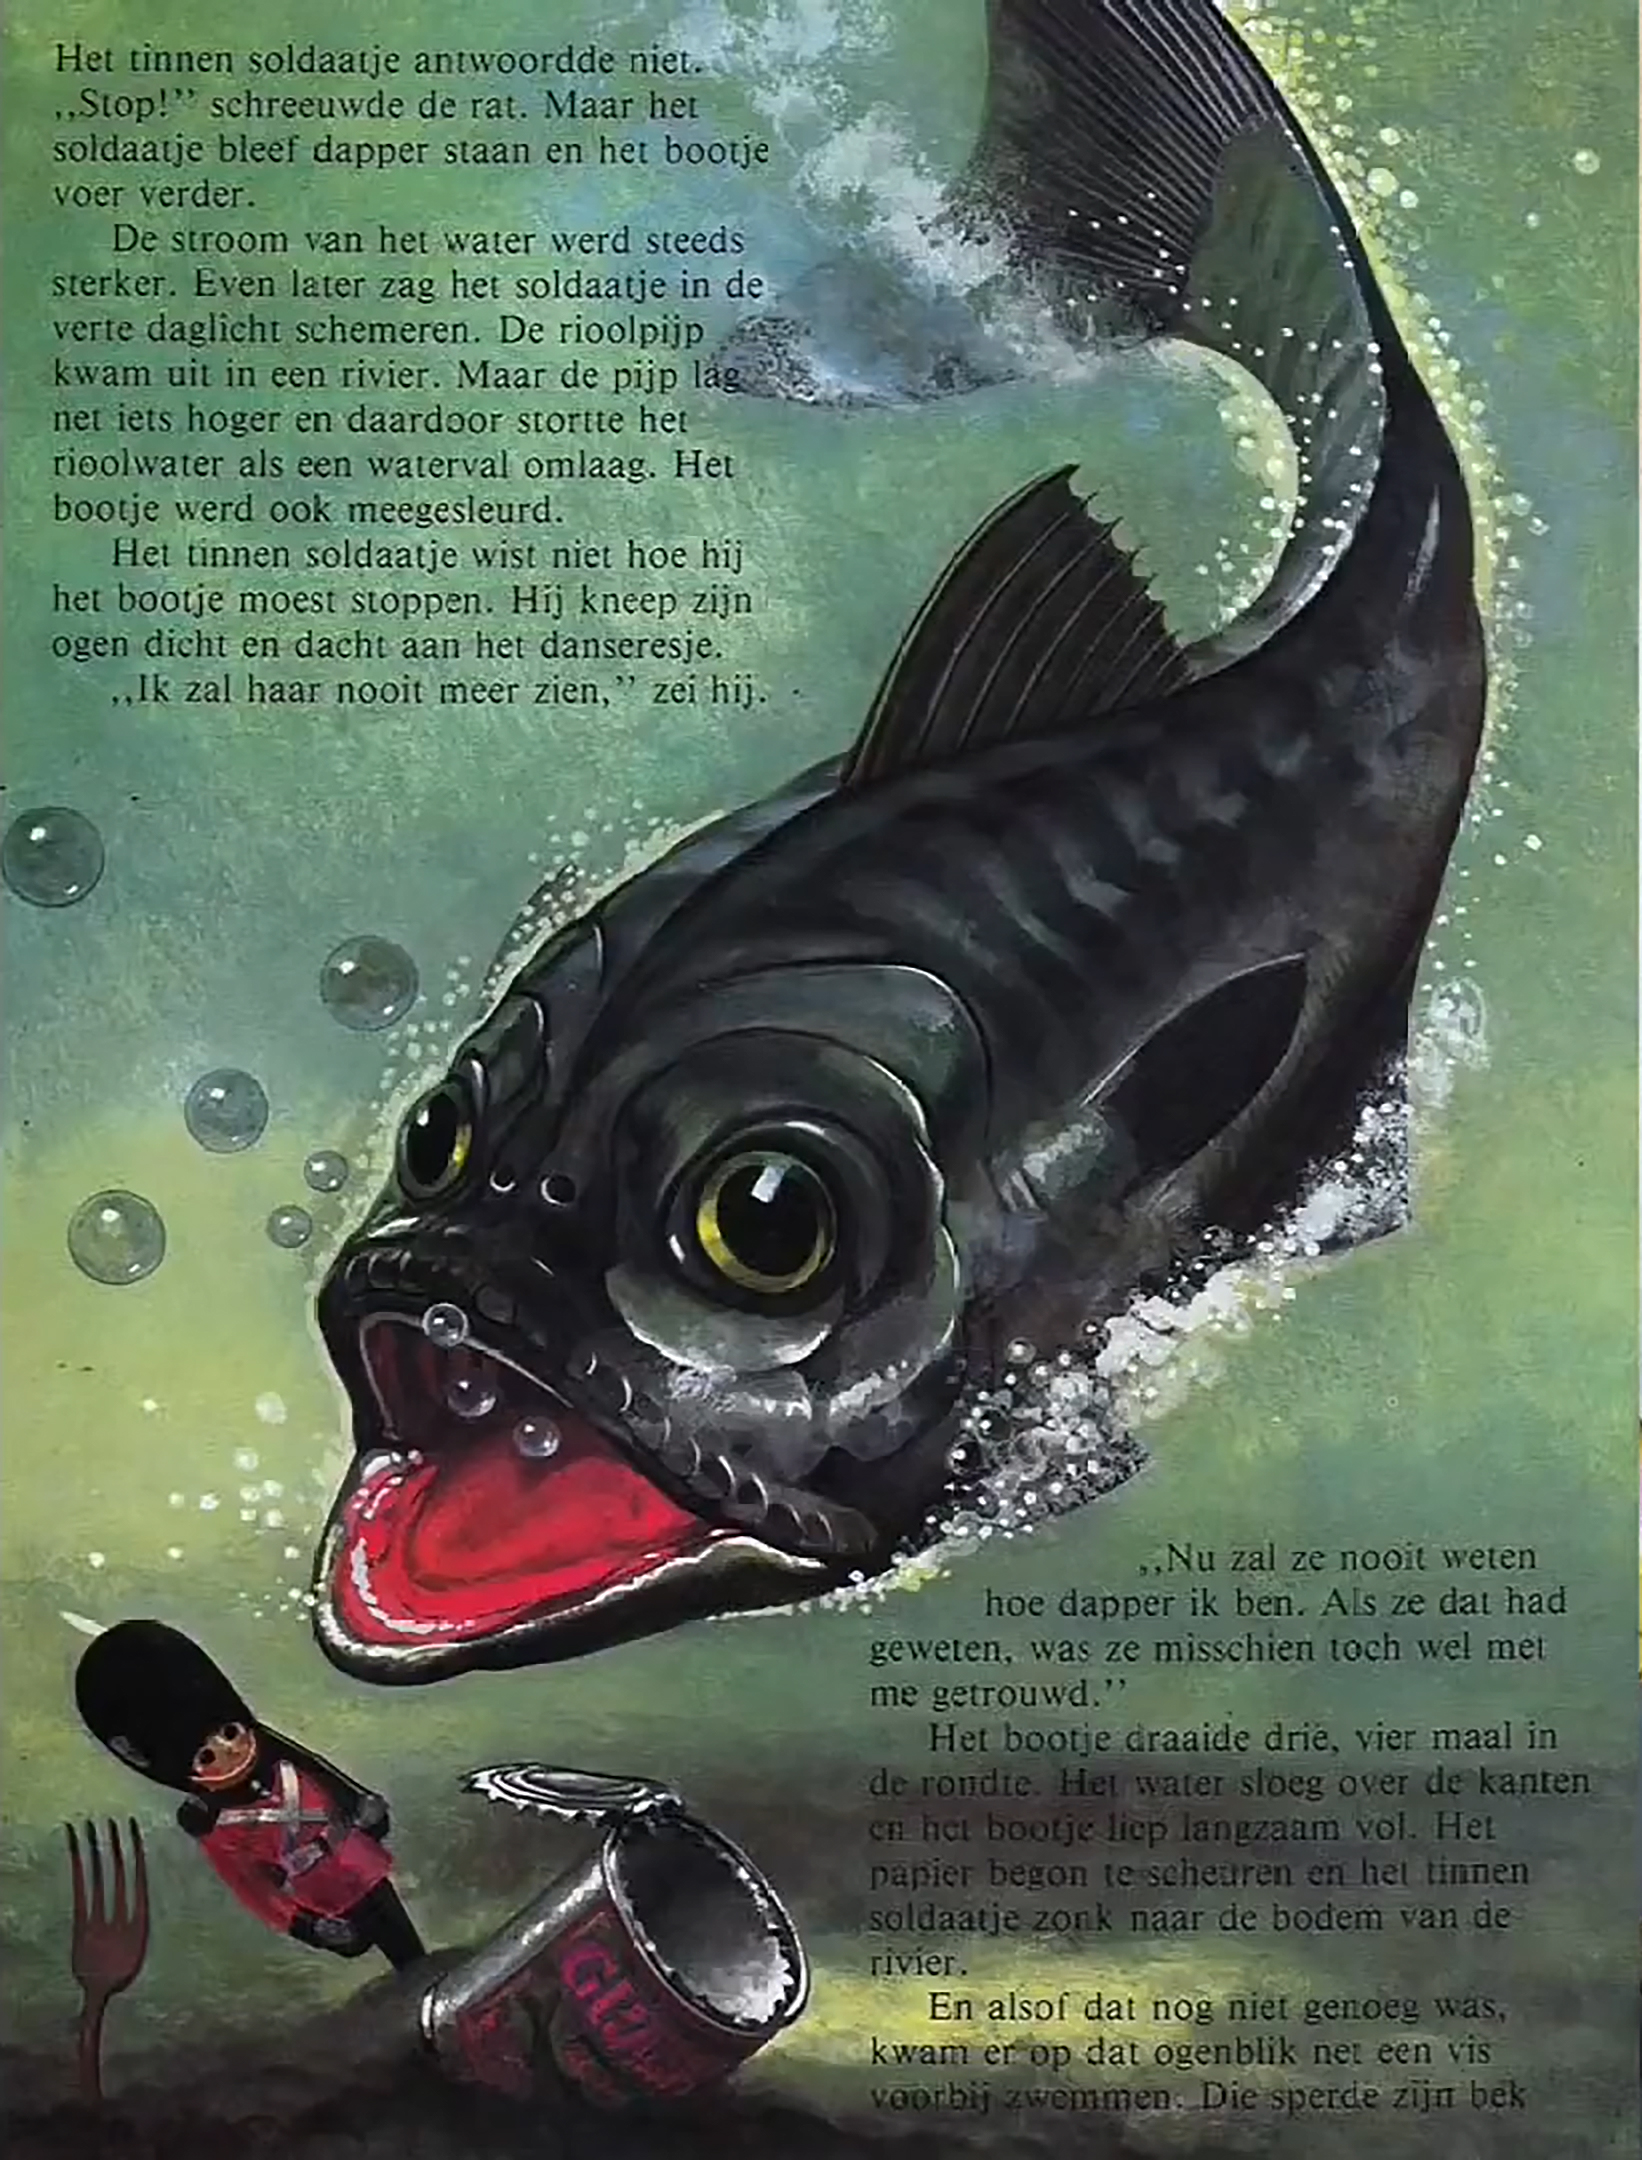 Het tinnen soldaatje antwoordde niet.
,,Stop!’’ schreeuwde de rat. Maar het
soldaatje bleef dapper staan en het bootje
voer verder.
De stroom van het water werd steeds
sterker. Even later zag het soldaatje in de
verte daglicht schemeren. De rioolpijp
kwam uit in een rivier. Maar de pijp lag
net iets hoger en daardoor stortte het
rioolwater als een waterval omlaag. Het
bootje werd ook meegesleurd.
Het tinnen soldaatje wist niet hoe hij
het bootje moest stoppen. Hij kneep zijn
ogen dicht en dacht aan het danseresje.
,,Ik zal haar nooit meer zien,’’ zei hij.
,,Nu zal ze nooit weten
hoe dapper ik ben. Als ze dat had
geweten, was ze misschien toch wel met
me getrouwd.’’
Het bootje draaide drie, vier maal in
de rondte. Het water sloeg over de kanten
en het bootje liep langzaam vol. Het
papier begon te scheuren en het tinnen
soldaatje zonk naar de bodem van de
rivier.
En alsof dat nog niet genoeg was,
kwam er op dat ogenblik net een vis
voorbij zwemmen. Die sperde zijn bek